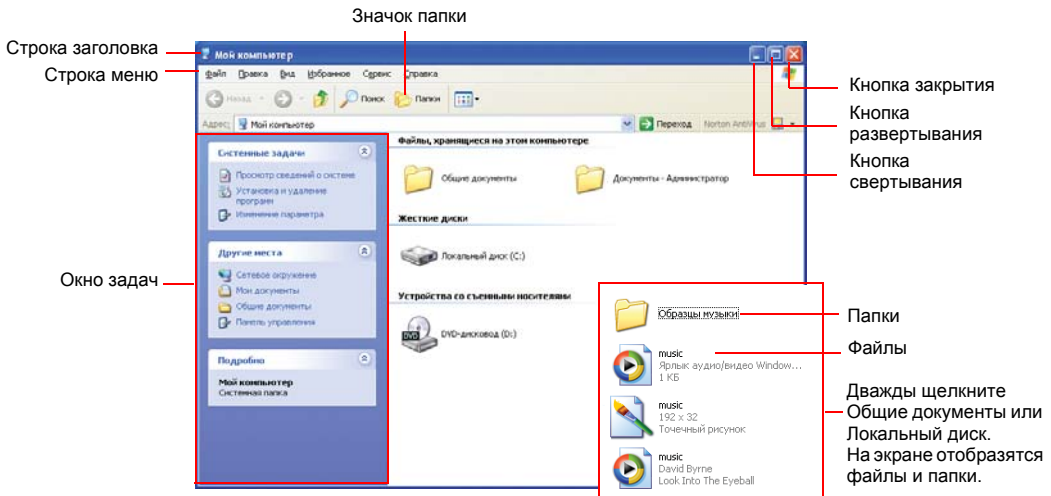 Значок папки
Строка заголовка
Строка меню
Окно задач
Мой компьютер
Файл Правка Вид Избранное Сервис Справка
Назад Поиск Папки
Адрес: Мой компьютер Переход Norton AntiVirus
Системные задачи
Просмотр сведений о системе
Установка и удаление
программ
Изменение параметра
Другие места
Сетевое окружение
Мои документы
Общие документы
Панель управления
Подробно
Мой компьютер
Системная папка
Файлы, хранящиеся на этом компьютере
Общие документы
Документы - Администратор
Жесткие диски
Локальный диск (C:)
Устройства со съемными носителями
DVD
DVD-дисковод (D:)
Образцы музыки
music
Ярлык аудио/видео Window...
1 КБ
music
192 x 32
Точечный рисунок
music
David Byrne
Look Into The Eyeball
Кнопка закрытия
Кнопка
развертывания
Кнопка
свертывания
Папки
Файлы
Дважды щелкните
Общие документы или
Локальный диск.
На экране отобразятся
файлы и папки.